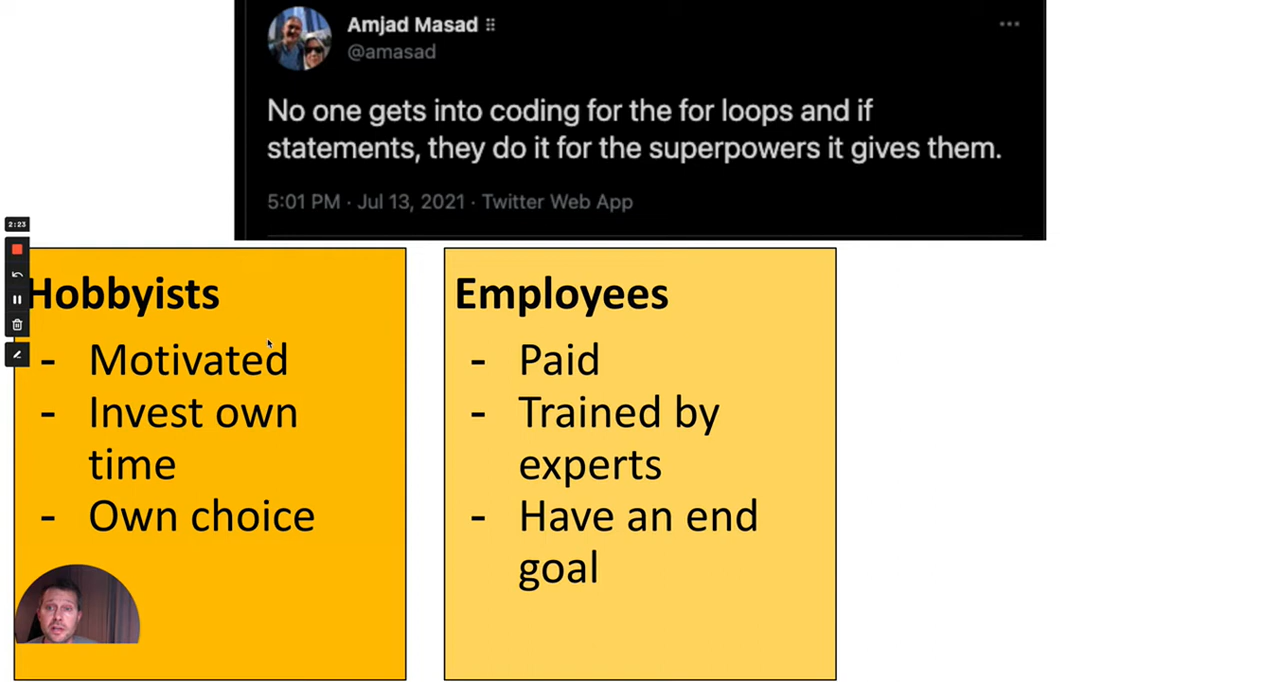 Amjad Masad
@amasad
No one gets into coding for the for loops and if
statements, they do it for the superpowers it gives them.
5:01 PM · Jul 13, 2021 · Twitter Web App
2:23
Hobbyists
- Motivated
- Invest own
time
- Own choice
Employees
- Paid
- Trained by
experts
- Have an end
goal